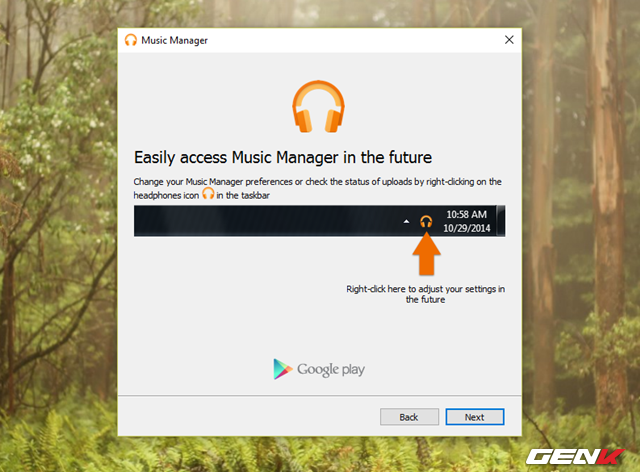 Music Manager
Easily access Music Manager in the future
Change your Music Manager preferences or check the status of uploads by right-clicking on the
headphones icon in the taskbar
10:58 AM
10/29/2014
Right-click here to adjust your settings in
the future
Google play
Back
Next
GENK